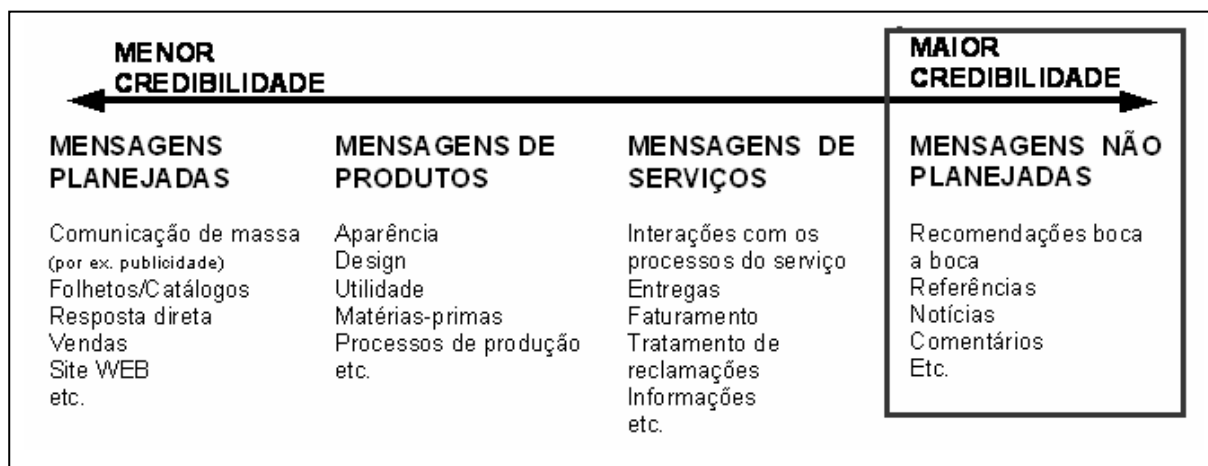 MENOR
CREDIBILIDADE
MAIOR
CREDIBILIDADE
MENSAGENS
PLANEJADAS
Comunicação de massa
(por ex. publicidade)
Folhetos/Catálogos
Resposta direta
Vendas
Site WEB
etc.
MENSAGENS DE
PRODUTOS
Aparência
Design
Utilidade
Matérias-primas
Processos de produção
etc.
MENSAGENS DE
SERVIÇOS
Interações com os
processos do serviço
Entregas
Faturamento
Tratamento de
reclamações
Informações
etc.
MENSAGENS NÃO
PLANEJADAS
Recomendações boca
a boca
Referências
Notícias
Comentários
Etc.